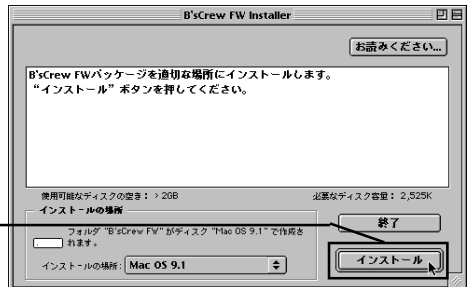 B'sCrew FW Installer
お読みください...
B'sCrew FWパッケージを適切な場所にインストールします。
“インストール”ボタンを押してください。
使用可能なディスクの空き：＞2GB
必要なディスク容量：2,525K
インストールの場所
終了
フォルダ "B'sCrew FW" がディスク "Mac OS 9.1" で作成さ
れます。
インストール
インストールの場所：Mac OS 9.1